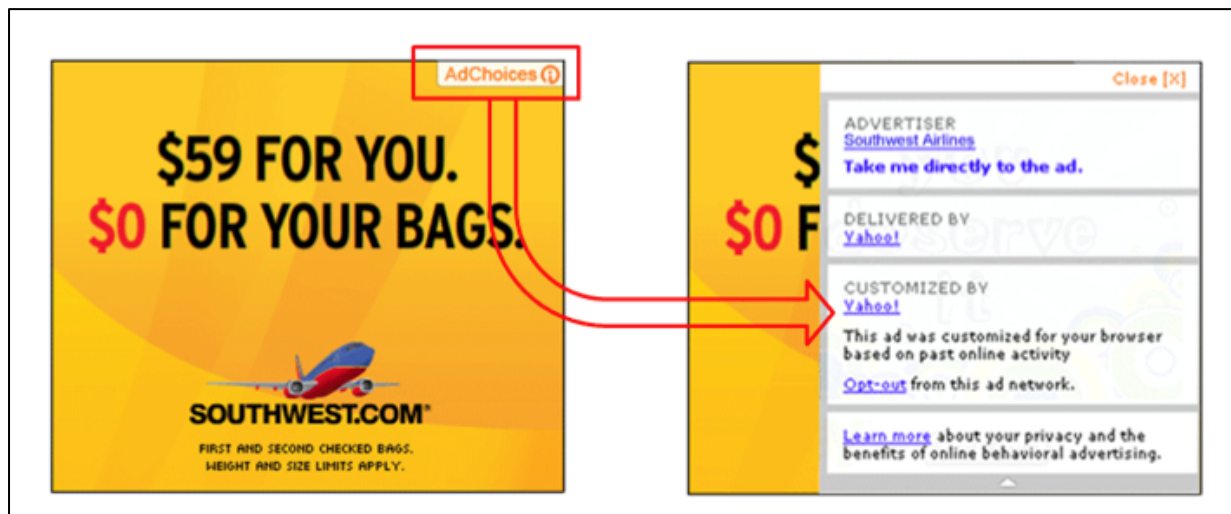 AdChoices
$59 FOR YOU.
$0 FOR YOUR BAGS.
SOUTHWEST.COM®
FIRST AND SECOND CHECKED BAGS.
WEIGHT AND SIZE LIMITS APPLY.
$
$0 F
Close [X]
ADVERTISER
Southwest Airlines
Take me directly to the ad.
DELIVERED BY
Yahoo!
CUSTOMIZED BY
Yahoo!
This ad was customized for your browser
based on past online activity
Opt-out from this ad network.
Learn more about your privacy and the
benefits of online behavioral advertising.